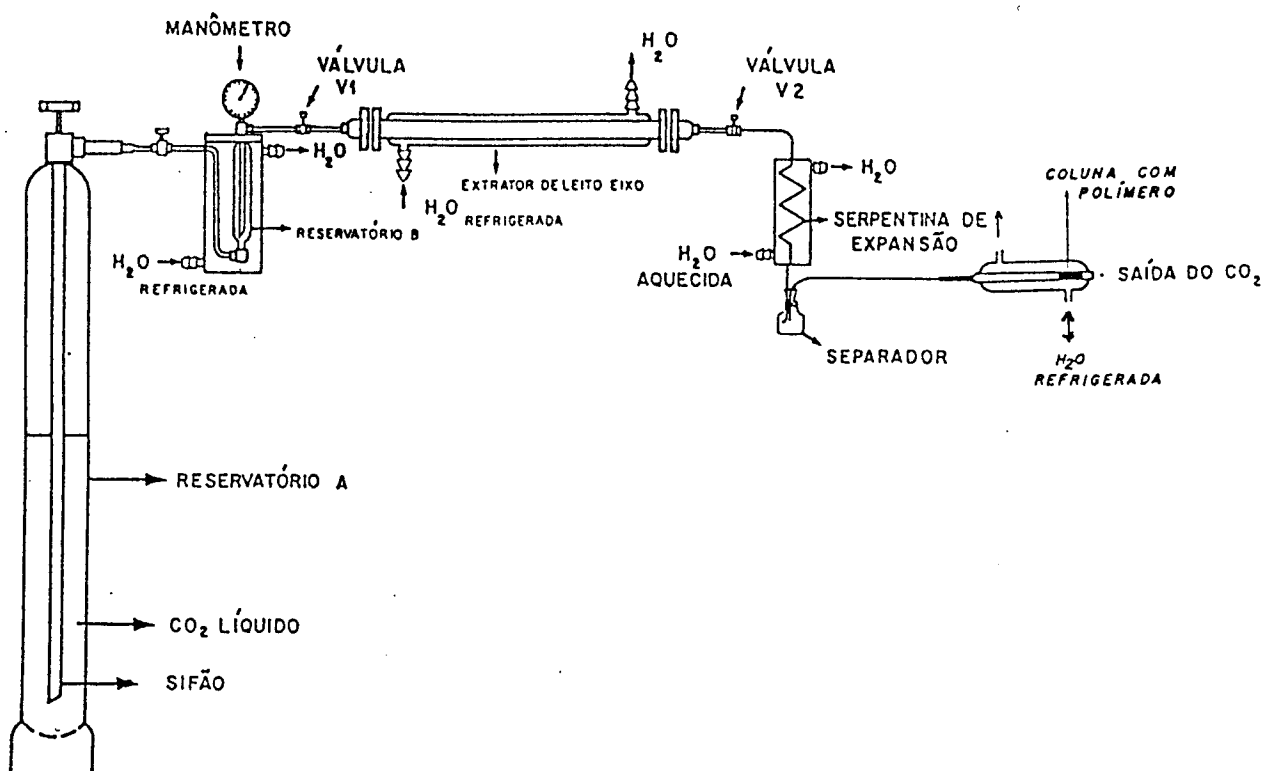 MANÔMETRO
VÁLVULA
V1
H₂O
VÁLVULA
V2
H₂O
EXTRATOR DE LEITO EIXO
H₂O REFRIGERADA
RESERVATÓRIO B
H₂O
REFRIGERADA
H₂O
SERPENTINA DE
EXPANSÃO
H₂O
AQUECIDA
COLUNA COM
POLÍMERO
SAÍDA DO CO₂
SEPARADOR
H₂O
REFRIGERADA
RESERVATÓRIO A
CO₂ LÍQUIDO
SIFÃO